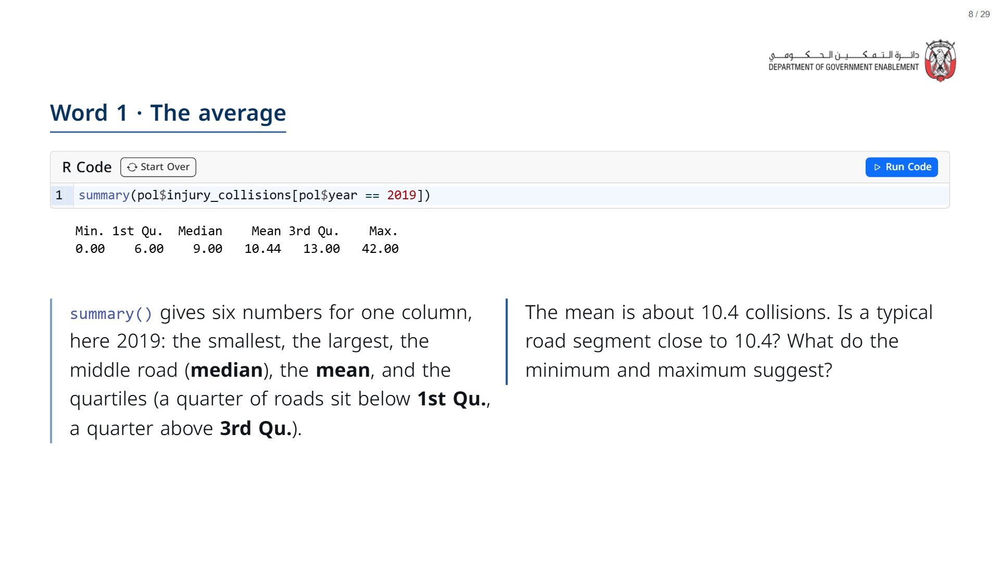 8 / 29
دائرة التمكين الحكومي
DEPARTMENT OF GOVERNMENT ENABLEMENT
Word 1 · The average
R Code
Start Over
Run Code
1
summary(pol$injury_collisions[pol$year == 2019])
Min. 1st Qu.  Median    Mean 3rd Qu.    Max.
0.00    6.00    9.00   10.44   13.00   42.00
summary() gives six numbers for one column,
here 2019: the smallest, the largest, the
middle road (median), the mean, and the
quartiles (a quarter of roads sit below 1st Qu.,
a quarter above 3rd Qu.).
The mean is about 10.4 collisions. Is a typical
road segment close to 10.4? What do the
minimum and maximum suggest?